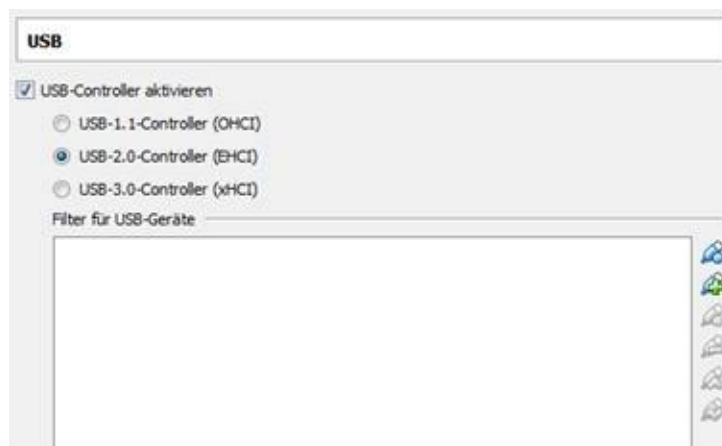 USB
USB-Controller aktivieren
USB-1.1-Controller (OHCI)
USB-2.0-Controller (EHCI)
USB-3.0-Controller (xHCI)
Filter für USB-Geräte